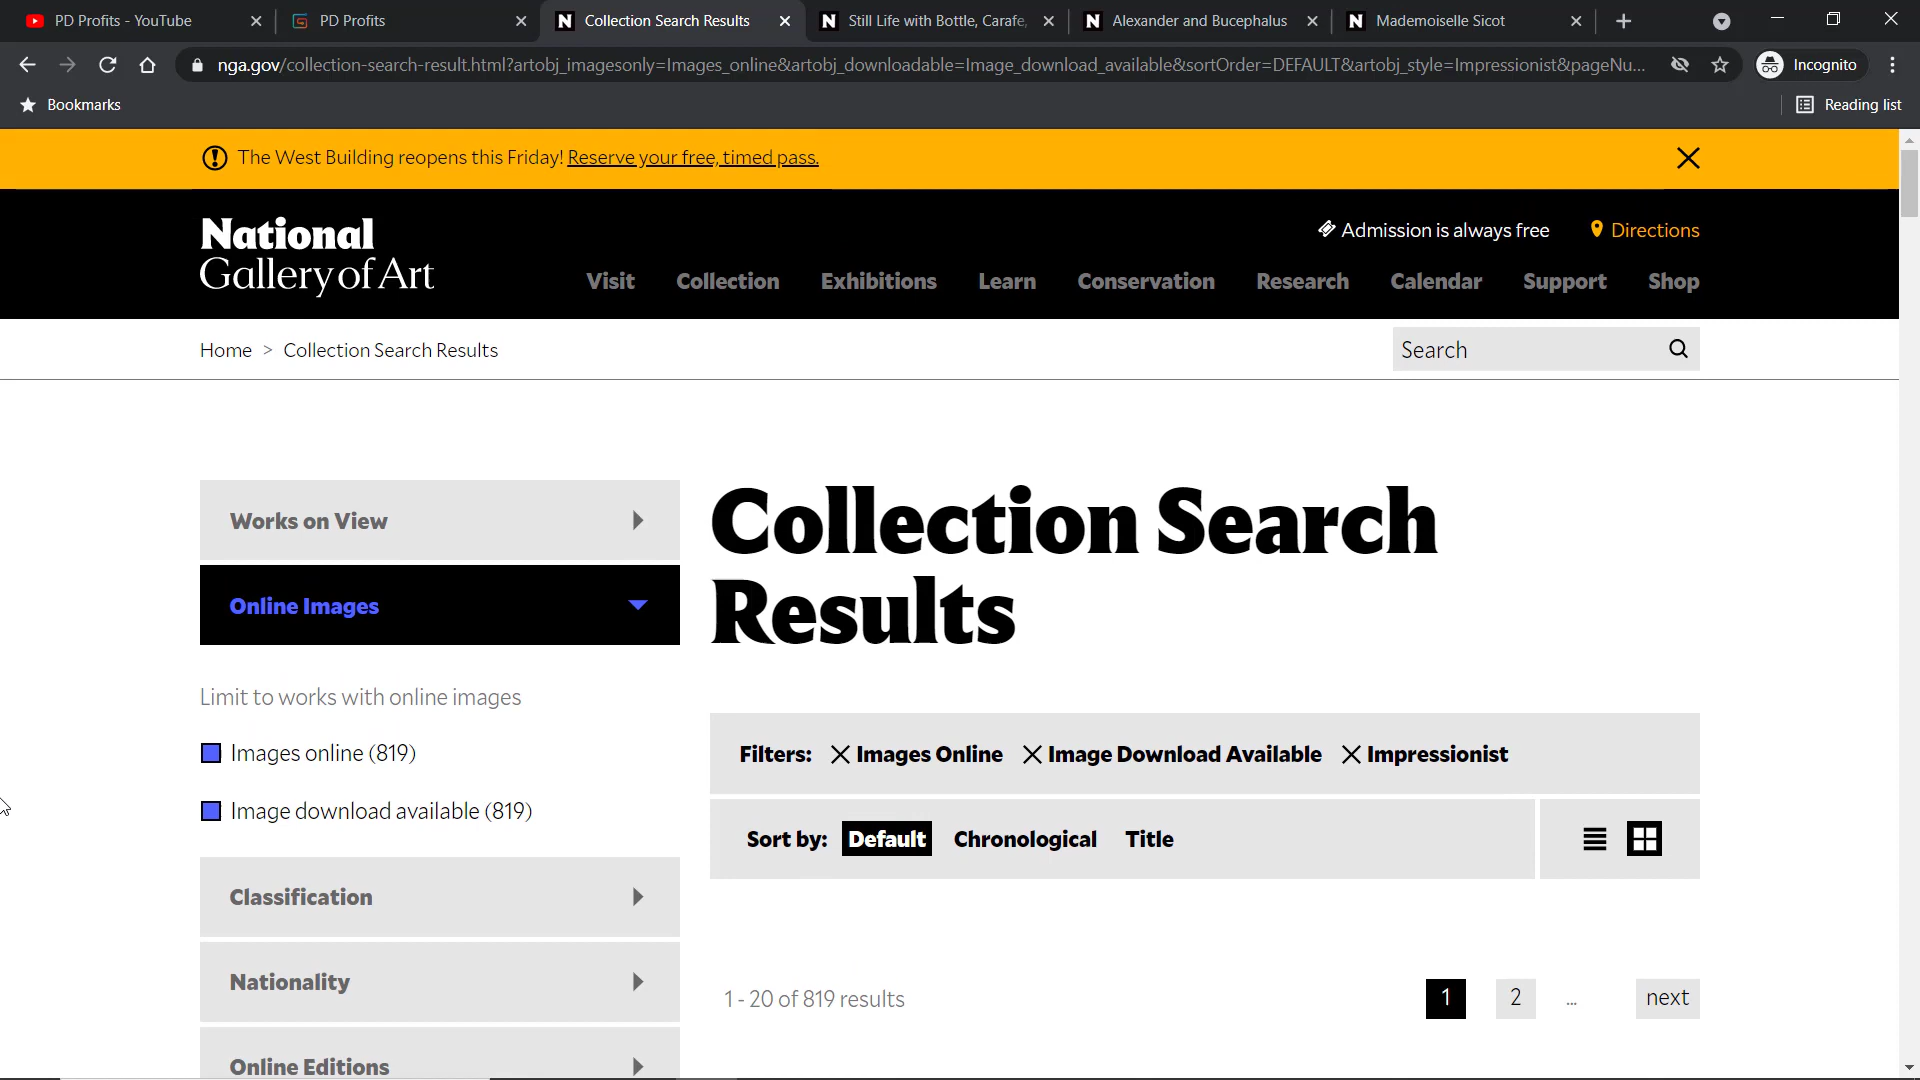 PD Profits - YouTube
PD Profits
Collection Search Results
Still Life with Bottle, Carafe,
Alexander and Bucephalus
Mademoiselle Sicot
nga.gov/collection-search-result.html?artobj_imagesonly=Images_online&artobj_downloadable=Image_download_available&sortOrder=DEFAULT&artobj_style=Impressionist&pageNu...
Incognito
Bookmarks
Reading list
The West Building reopens this Friday! Reserve your free, timed pass.
National
Gallery of Art
Admission is always free
Directions
Visit Collection Exhibitions Learn Conservation Research Calendar Support Shop
Home > Collection Search Results
Search
Works on View
Online Images
Limit to works with online images
Images online (819)
Image download available (819)
Classification
Nationality
Online Editions
Collection Search
Results
Filters: Images Online Image Download Available Impressionist
Sort by: Default Chronological Title
1 - 20 of 819 results
1 2 ... next